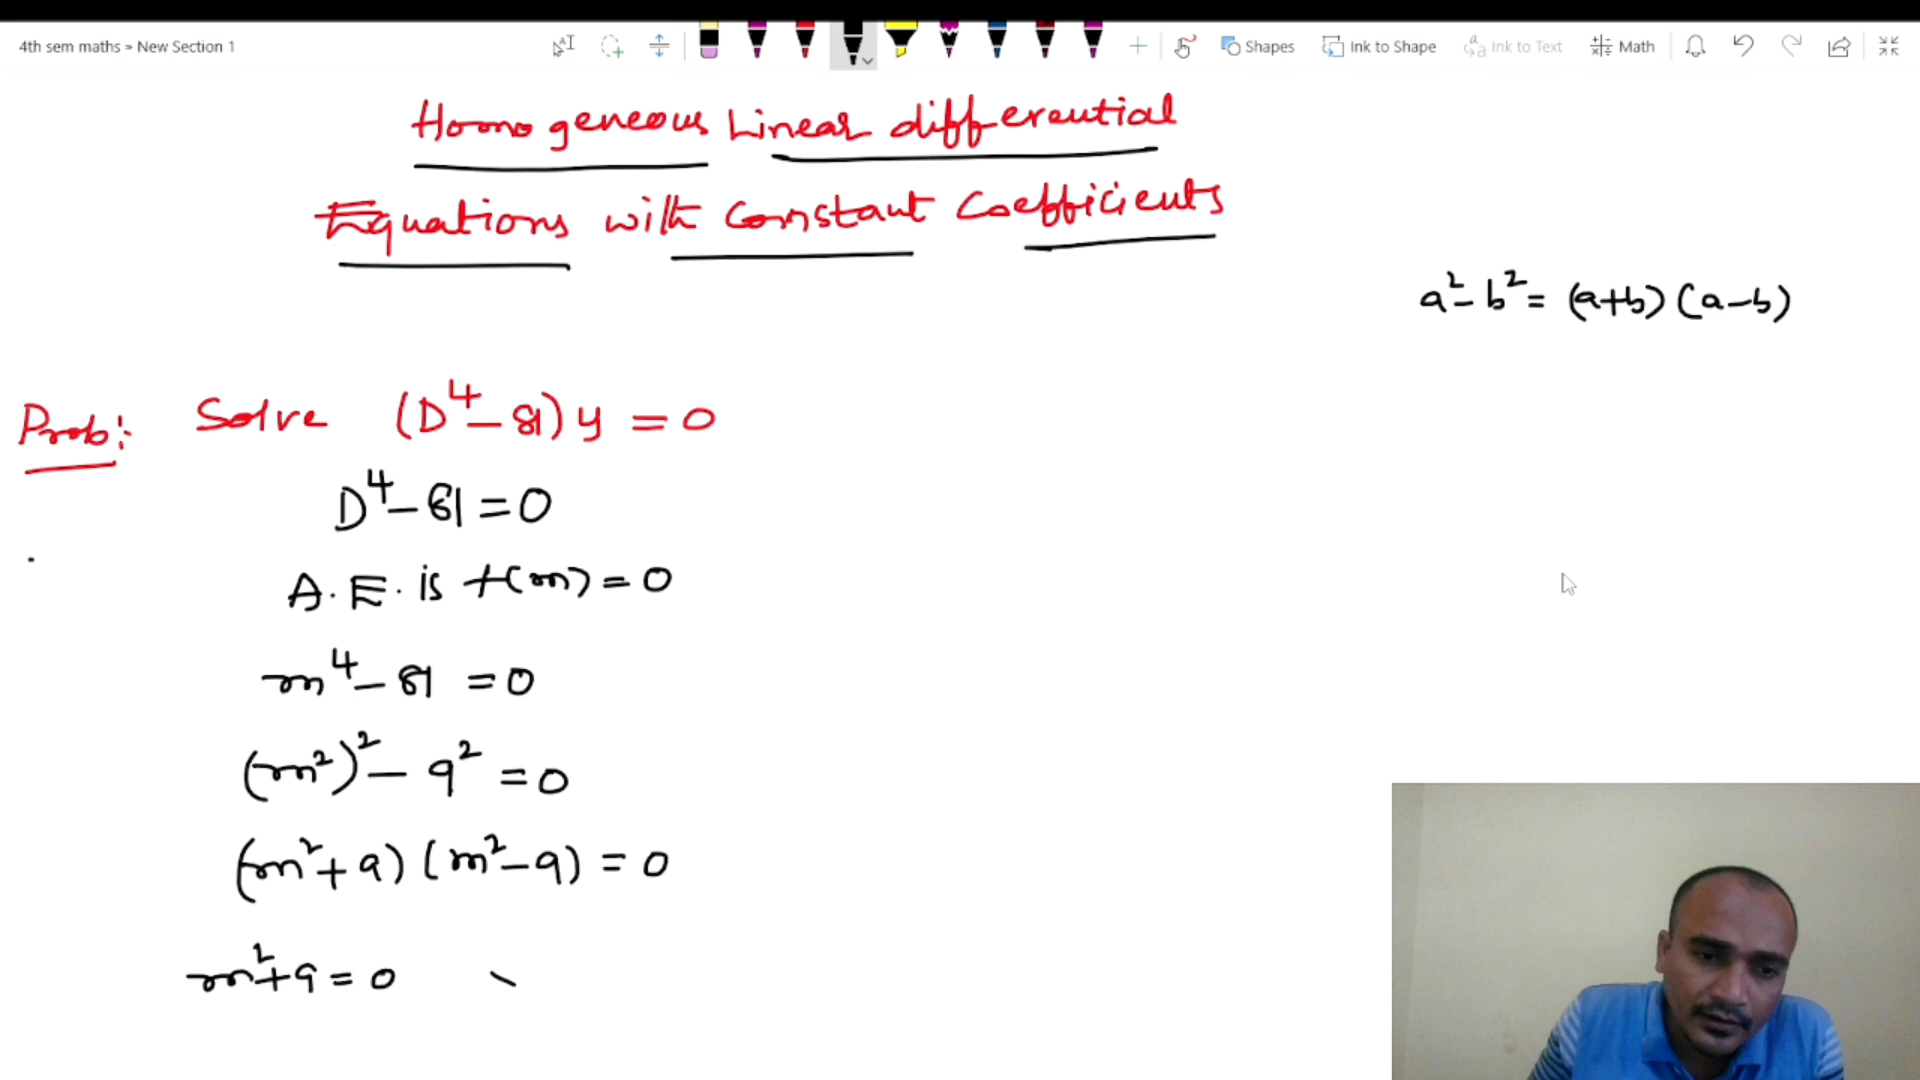 4th sem maths » New Section 1
Shapes Ink to Shape Ink to Text Math
Homogeneous Linear differential
Equations with constant Coefficients
a² - b² = (a+b) (a-b)
Prob: Solve (D⁴ - 81) y = 0
D⁴ - 81 = 0
A.E. is f(m) = 0
m⁴ - 81 = 0
(m²)² - 9² = 0
(m² + 9) (m² - 9) = 0
m² + 9 = 0